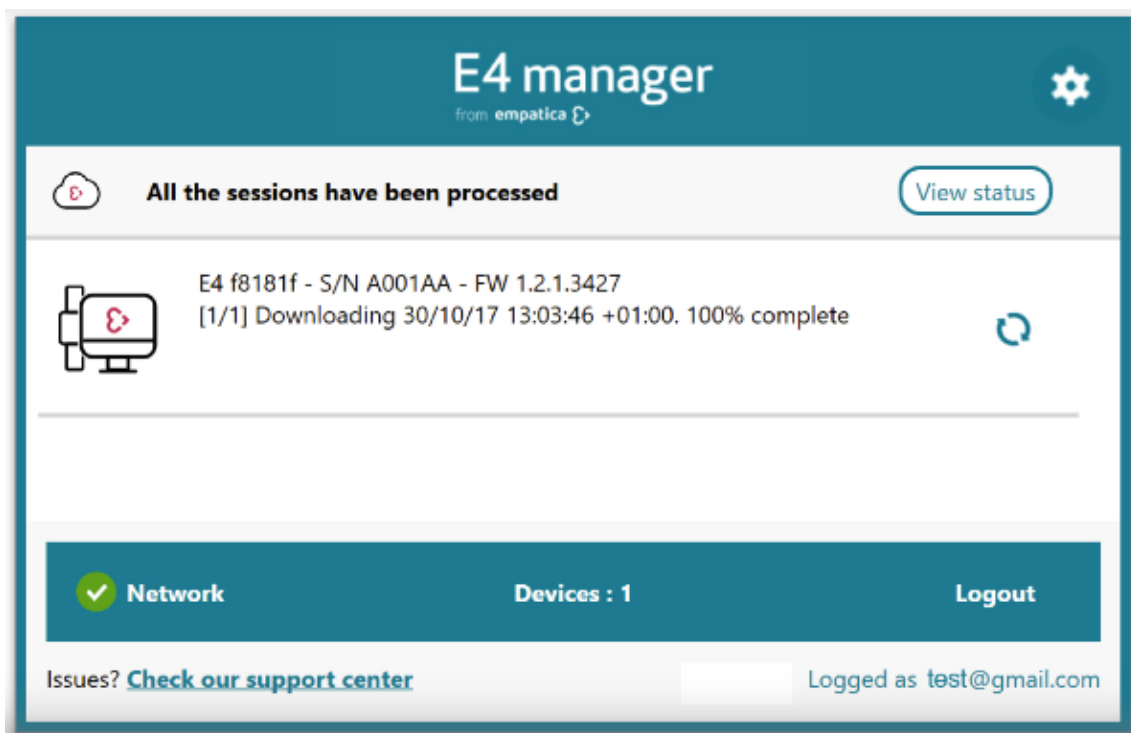 E4 manager
from empatica
All the sessions have been processed
View status
E4 f8181f - S/N A001AA - FW 1.2.1.3427
[1/1] Downloading 30/10/17 13:03:46 +01:00. 100% complete
Network
Devices : 1
Logout
Issues? Check our support center
Logged as test@gmail.com